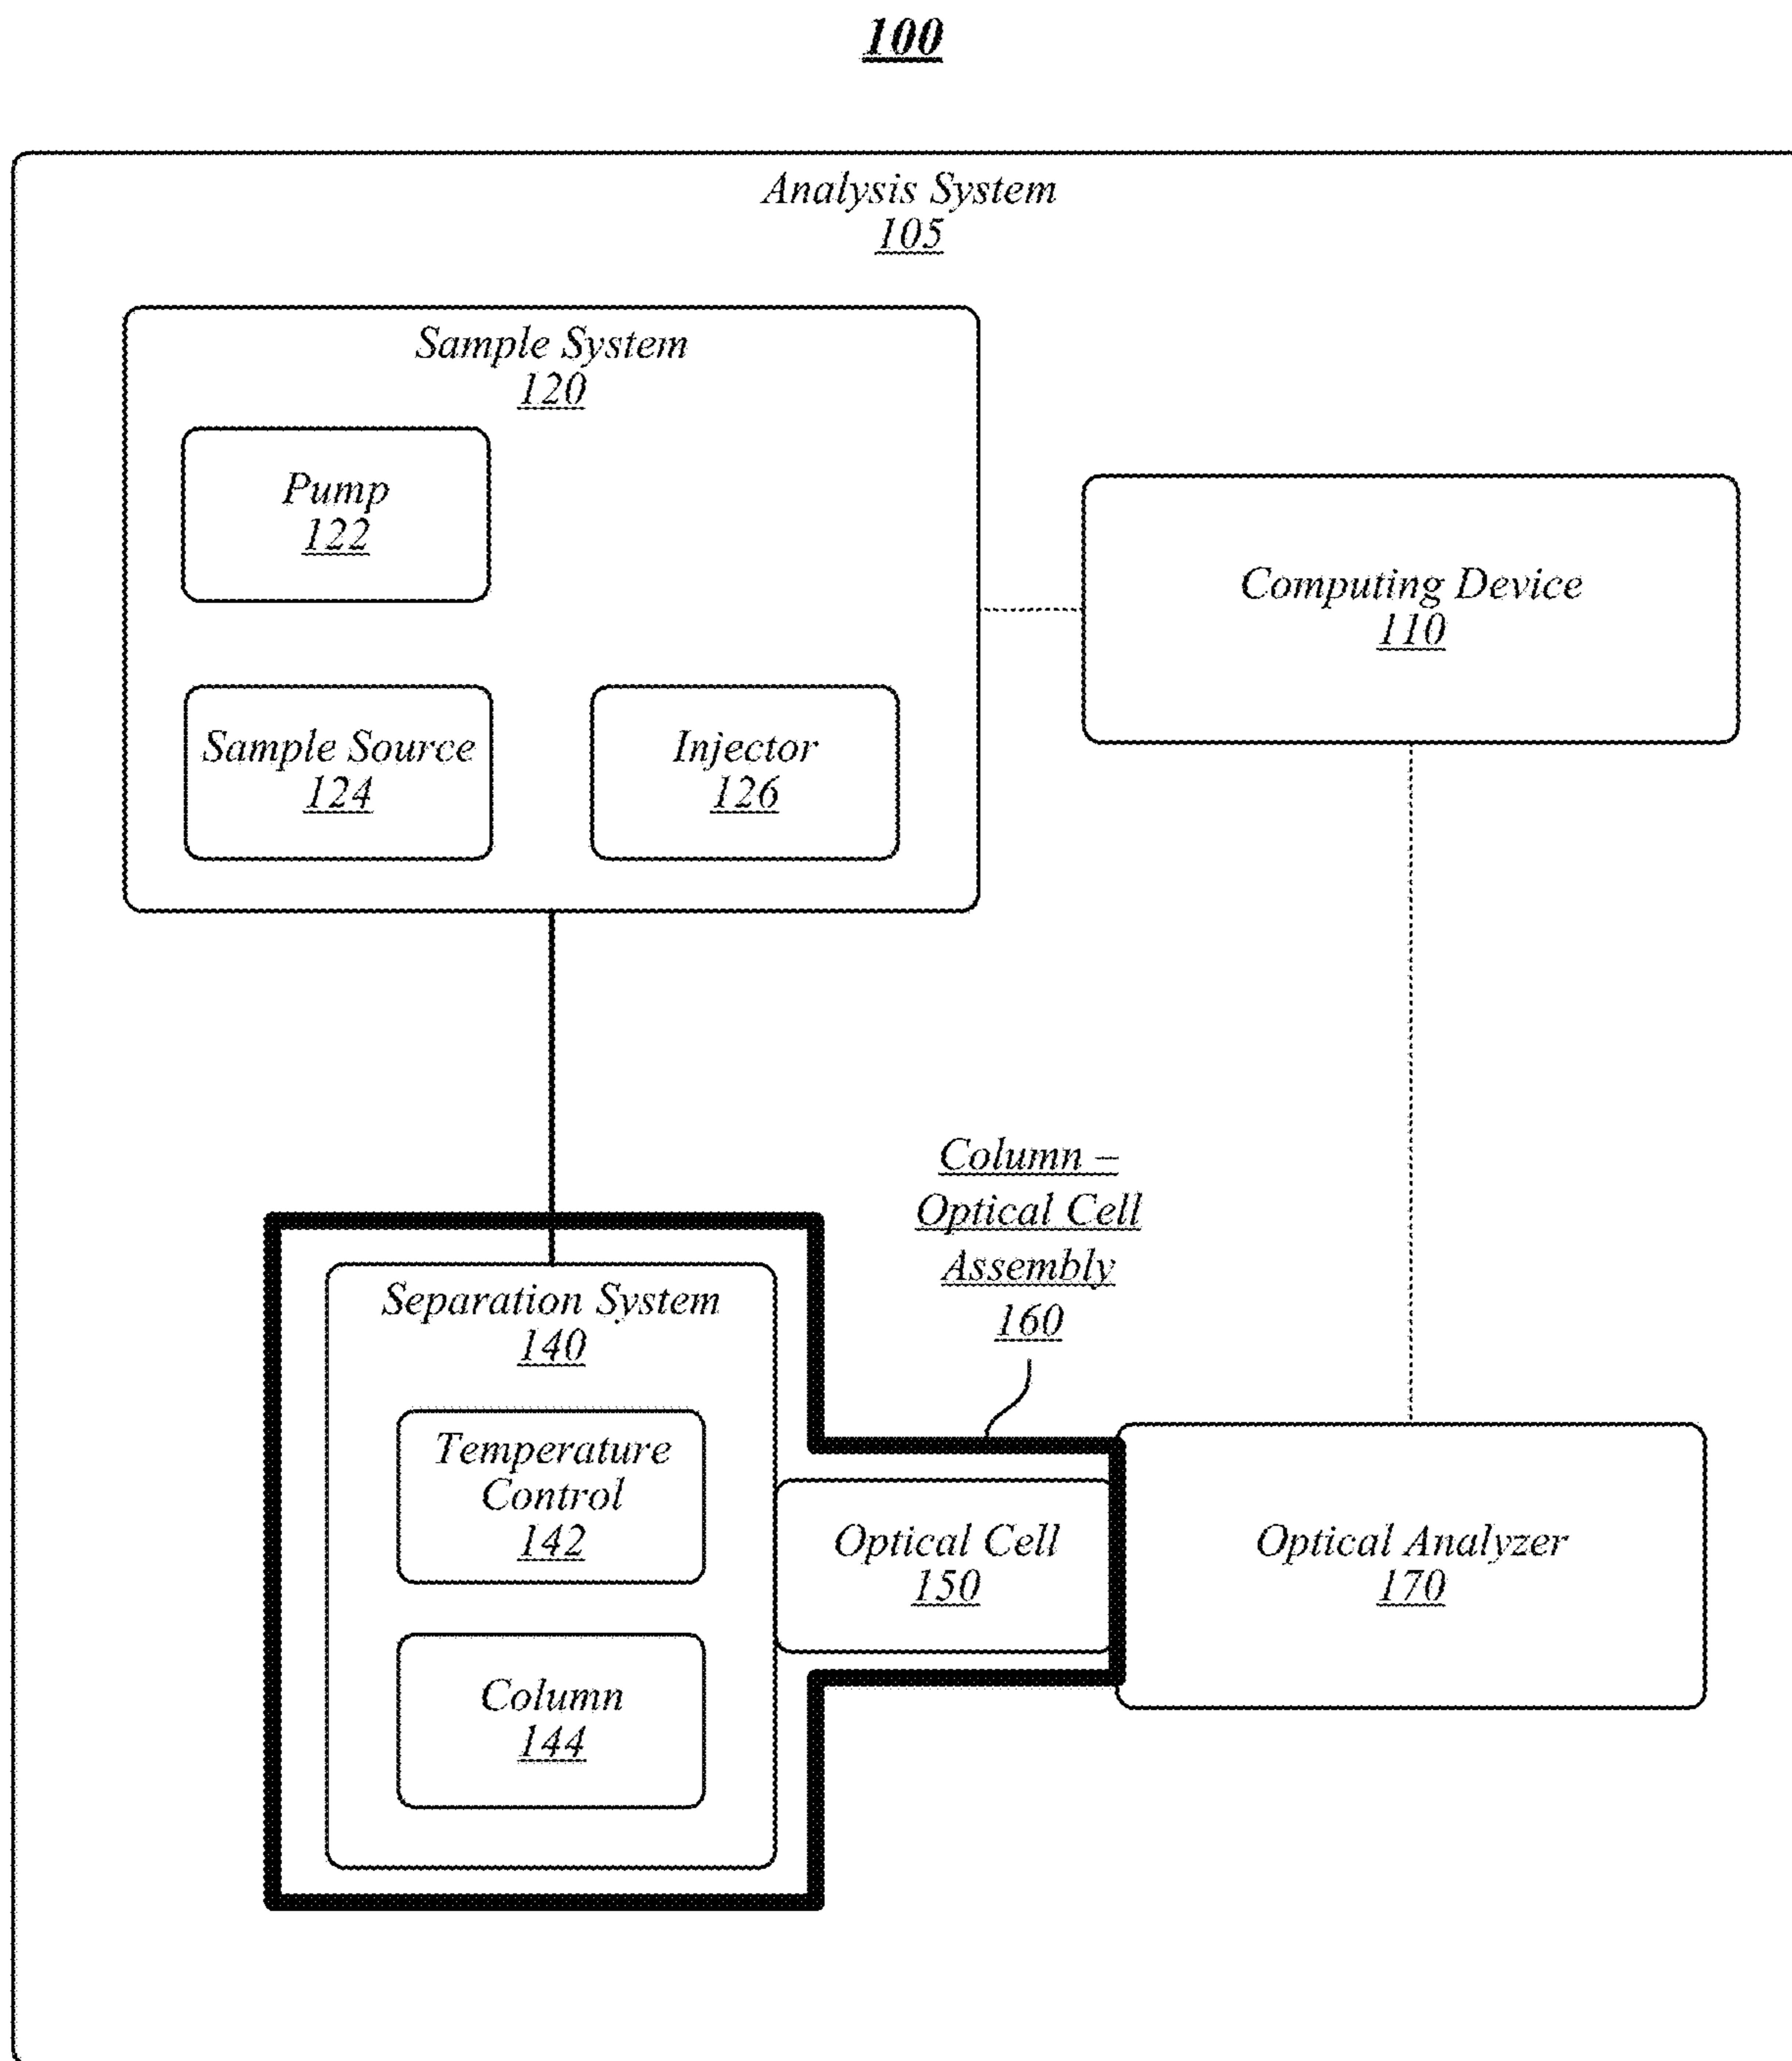 100
Analysis System
105
Sample System
120
Pump
122
Sample Source
124
Injector
126
Computing Device
110
Column –
Optical Cell
Assembly
160
Separation System
140
Temperature
Control
142
Column
144
Optical Cell
150
Optical Analyzer
170